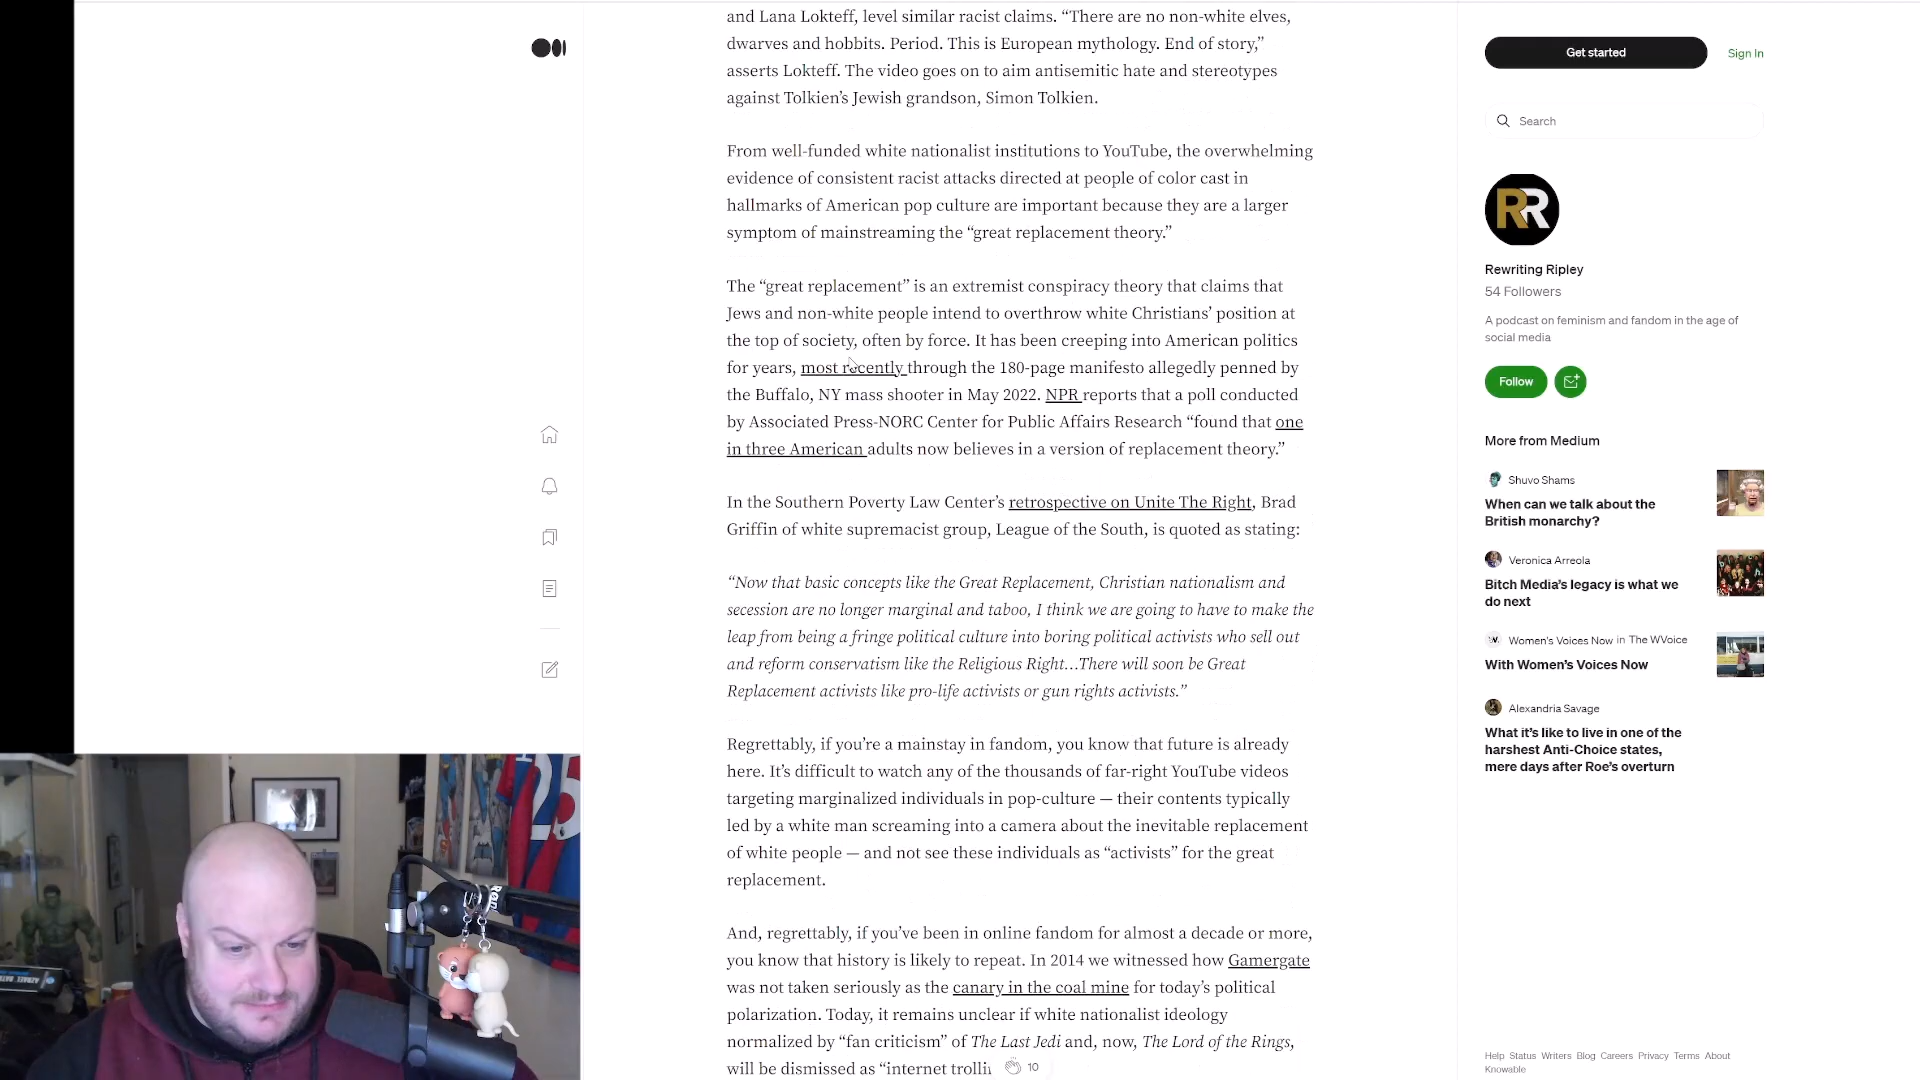 and Lana Lokteff, level similar racist claims. “There are no non-white elves,
dwarves and hobbits. Period. This is European mythology. End of story,”
asserts Lokteff. The video goes on to aim antisemitic hate and stereotypes
against Tolkien’s Jewish grandson, Simon Tolkien.
From well-funded white nationalist institutions to YouTube, the overwhelming
evidence of consistent racist attacks directed at people of color cast in
hallmarks of American pop culture are important because they are a larger
symptom of mainstreaming the “great replacement theory.”
The “great replacement” is an extremist conspiracy theory that claims that
Jews and non-white people intend to overthrow white Christians’ position at
the top of society, often by force. It has been creeping into American politics
for years, most recently through the 180-page manifesto allegedly penned by
the Buffalo, NY mass shooter in May 2022. NPR reports that a poll conducted
by Associated Press-NORC Center for Public Affairs Research “found that one
in three American adults now believes in a version of replacement theory.”
In the Southern Poverty Law Center’s retrospective on Unite The Right, Brad
Griffin of white supremacist group, League of the South, is quoted as stating:
“Now that basic concepts like the Great Replacement, Christian nationalism and
secession are no longer marginal and taboo, I think we are going to have to make the
leap from being a fringe political culture into boring political activists who sell out
and reform conservatism like the Religious Right…There will soon be Great
Replacement activists like pro-life activists or gun rights activists.”
Regrettably, if you’re a mainstay in fandom, you know that future is already
here. It’s difficult to watch any of the thousands of far-right YouTube videos
targeting marginalized individuals in pop-culture — their contents typically
led by a white man screaming into a camera about the inevitable replacement
of white people — and not see these individuals as “activists” for the great
replacement.
And, regrettably, if you’ve been in online fandom for almost a decade or more,
you know that history is likely to repeat. In 2014 we witnessed how Gamergate
was not taken seriously as the canary in the coal mine for today’s political
polarization. Today, it remains unclear if white nationalist ideology
normalized by “fan criticism” of The Last Jedi and, now, The Lord of the Rings,
will be dismissed as “internet trolli
10
Get started
Sign In
Search
RR
Rewriting Ripley
54 Followers
A podcast on feminism and fandom in the age of
social media
Follow
More from Medium
Shuvo Shams
When can we talk about the
British monarchy?
Veronica Arreola
Bitch Media’s legacy is what we
do next
Women's Voices Now in The WVoice
With Women’s Voices Now
Alexandria Savage
What it’s like to live in one of the
harshest Anti-Choice states,
mere days after Roe’s overturn
Help Status Writers Blog Careers Privacy Terms About
Knowable
25